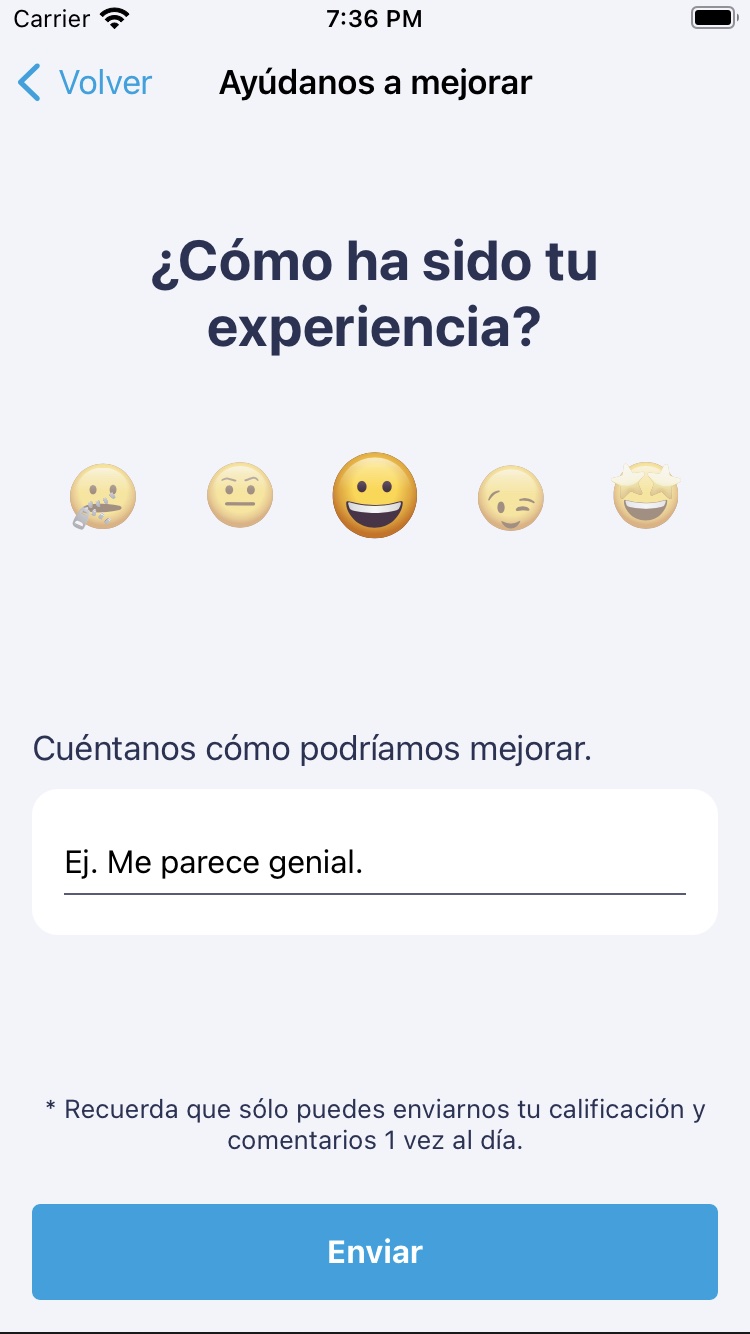 Carrier 7:36 PM
Volver Ayúdanos a mejorar
¿Cómo ha sido tu
experiencia?
Cuéntanos cómo podríamos mejorar.
Ej. Me parece genial.
* Recuerda que sólo puedes enviarnos tu calificación y
comentarios 1 vez al día.
Enviar